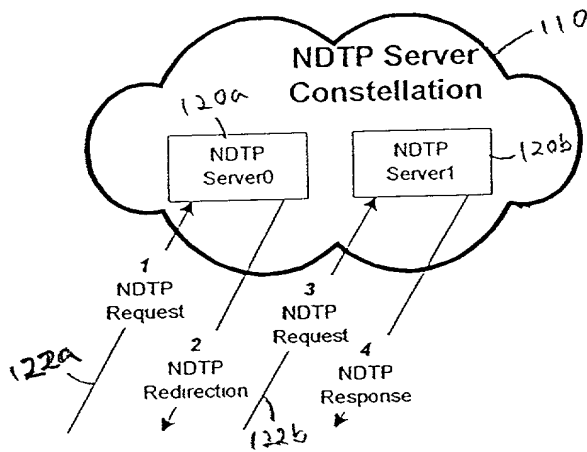 110
NDTP Server
Constellation
120a
NDTP
Server0
NDTP
Server1
120b
1
NDTP
Request
2
NDTP
Redirection
3
NDTP
Request
4
NDTP
Response
122a
122b